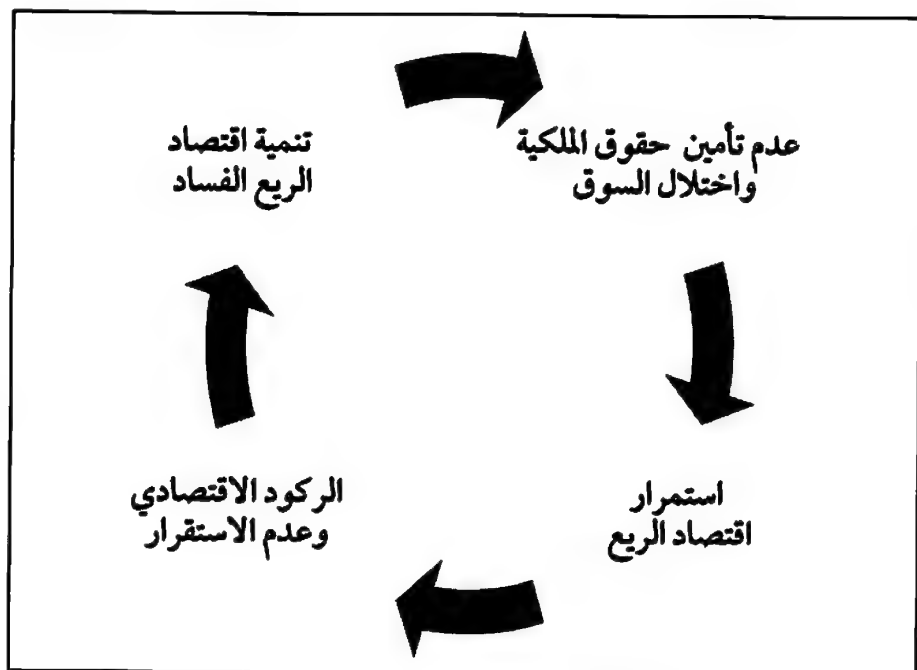 تنمية اقتصاد
الريع الفساد
عدم تأمين حقوق الملكية
واختلال السوق
استمرار
اقتصاد الريع
الركود الاقتصادي
وعدم الاستقرار